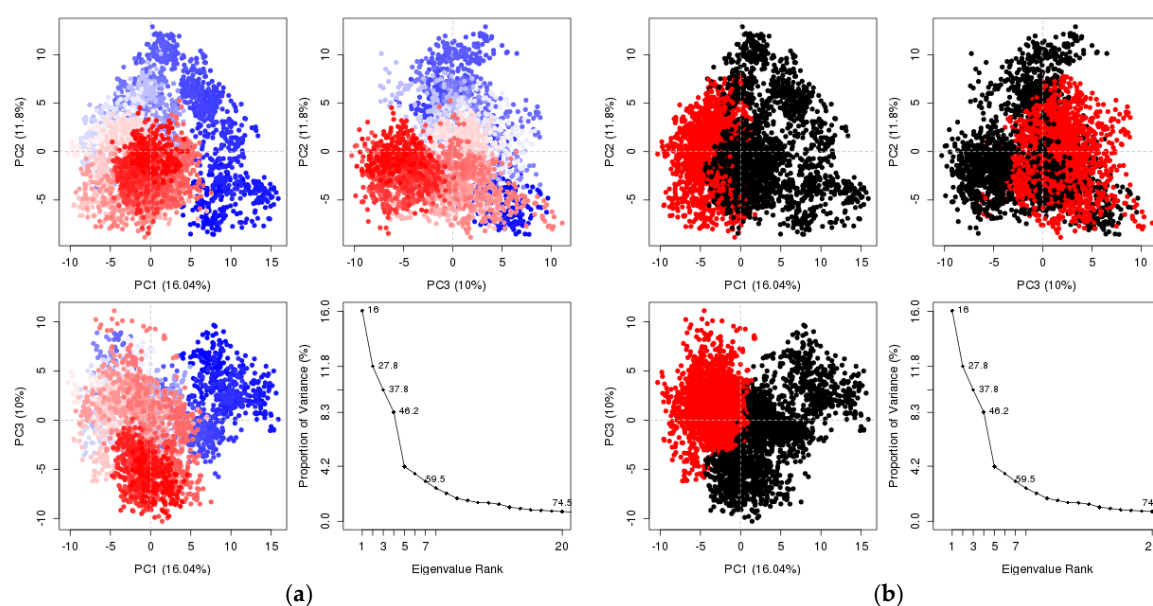 10
5
0
-5
PC2 (11.8%)
-10 -5 0 5 10 15
PC1 (16.04%)
10
5
0
-5
PC2 (11.8%)
-10 -5 0 5 10
PC3 (10%)
10
5
0
-5
-10
PC3 (10%)
-10 -5 0 5 10 15
PC1 (16.04%)
16.0
11.8
8.3
4.2
0.0
Proportion of Variance (%)
16
27.8
37.8
46.2
59.5
74.5
1 3 5 7 20
Eigenvalue Rank
(a)
10
5
0
-5
PC2 (11.8%)
-10 -5 0 5 10 15
PC1 (16.04%)
10
5
0
-5
PC2 (11.8%)
-10 -5 0 5 10
PC3 (10%)
10
5
0
-5
-10
PC3 (10%)
-10 -5 0 5 10 15
PC1 (16.04%)
16.0
11.8
8.3
4.2
0.0
Proportion of Variance (%)
16
27.8
37.8
46.2
59.5
74
1 3 5 7 2
Eigenvalue Rank
(b)